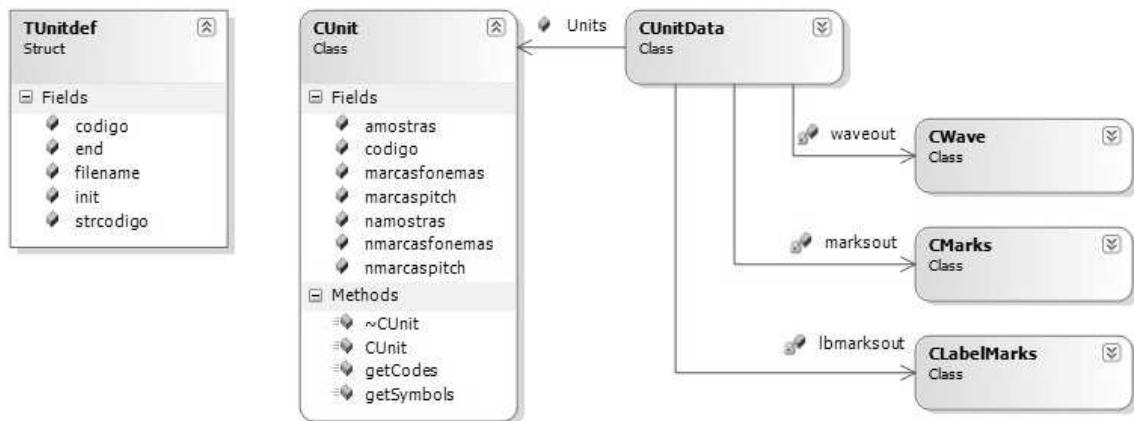 TUnitdef
Struct
Fields
codigo
end
filename
init
strcodigo
CUnit
Class
Fields
amostras
codigo
marcasfonemas
marcaspitch
namostras
nmarcasfonemas
nmarcaspitch
Methods
~CUnit
CUnit
getCodes
getSymbols
Units
CUnitData
Class
waveout
CWave
Class
marksout
CMarks
Class
lbmarksout
CLabelMarks
Class